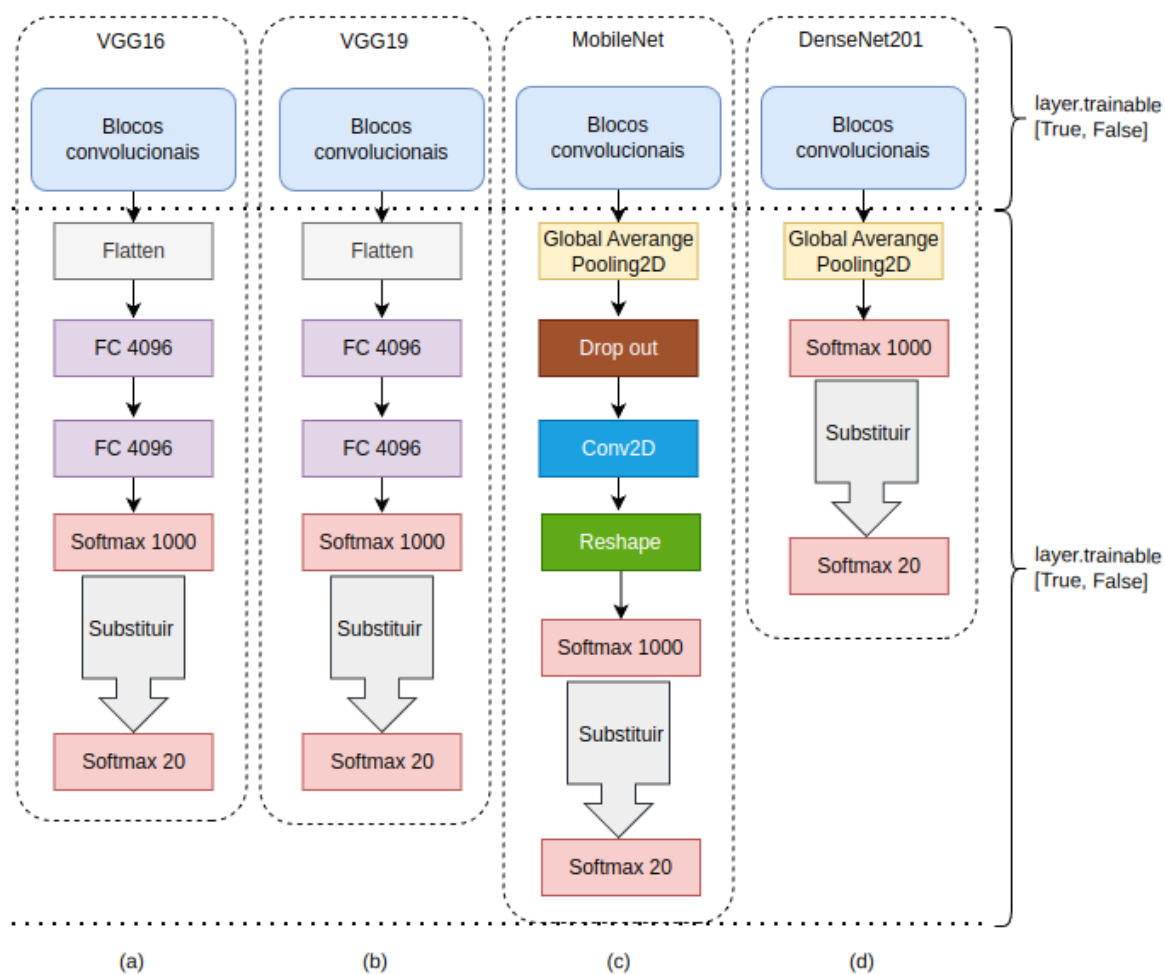 VGG16
Blocos
convolucionais
Flatten
FC 4096
FC 4096
Softmax 1000
Substituir
Softmax 20
(a)
VGG19
Blocos
convolucionais
Flatten
FC 4096
FC 4096
Softmax 1000
Substituir
Softmax 20
(b)
MobileNet
Blocos
convolucionais
Global Averange
Pooling2D
Drop out
Conv2D
Reshape
Softmax 1000
Substituir
Softmax 20
(c)
DenseNet201
Blocos
convolucionais
Global Averange
Pooling2D
Softmax 1000
Substituir
Softmax 20
(d)
layer.trainable
[True, False]
layer.trainable
[True, False]